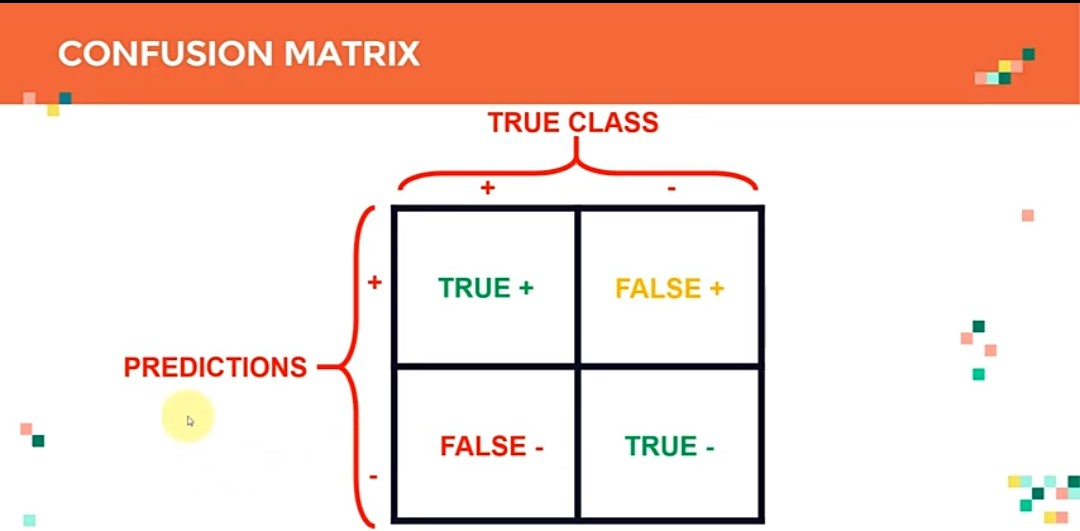 CONFUSION MATRIX
TRUE CLASS
+ -
+
TRUE + FALSE +
PREDICTIONS
FALSE - TRUE -
-